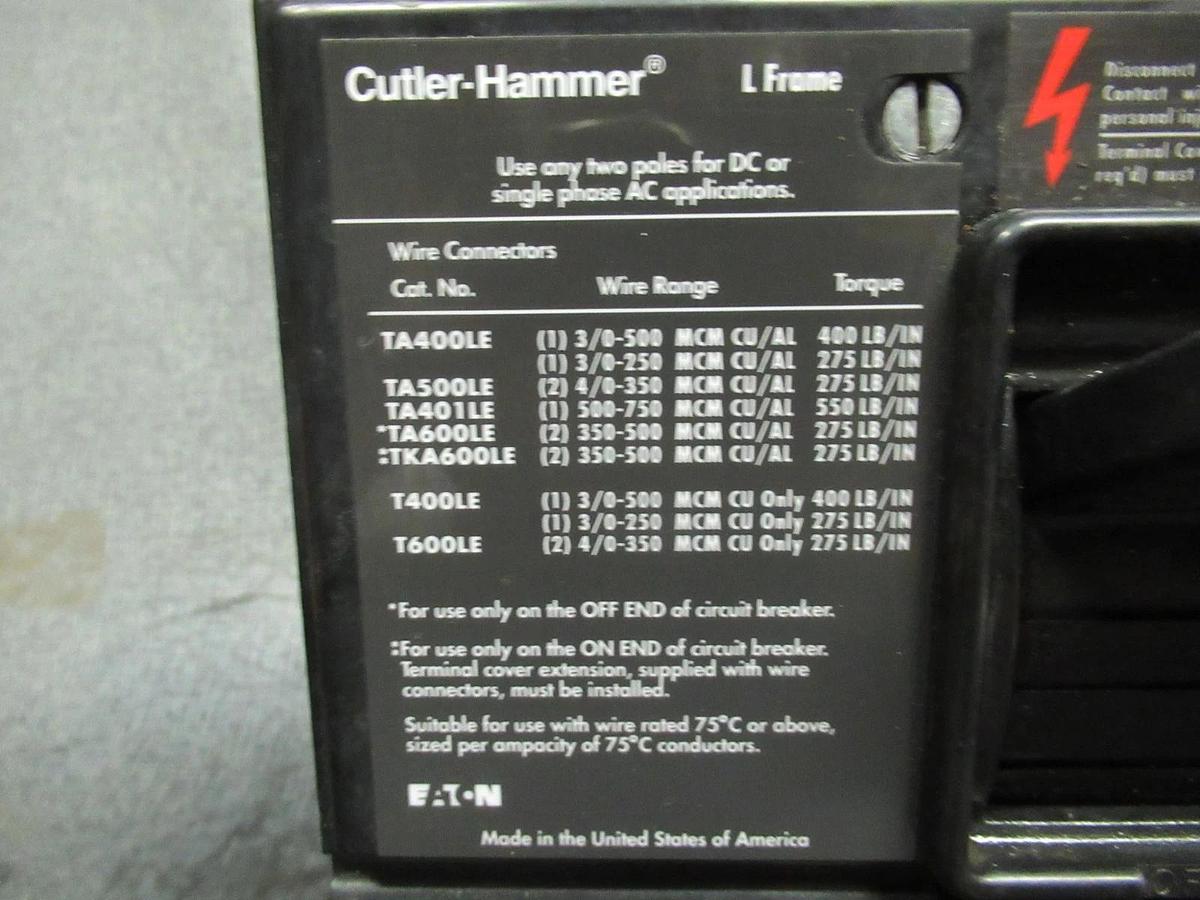 Cutler-Hammer® L Frame
Use any two poles for DC or
single phase AC applications.
Wire Connectors
Cat. No. Wire Range Torque
TA400LE (1) 3/0-500 MCM CU/AL 400 LB/IN
(1) 3/0-250 MCM CU/AL 275 LB/IN
TA500LE (2) 4/0-350 MCM CU/AL 275 LB/IN
TA401LE (1) 500-750 MCM CU/AL 550 LB/IN
*TA600LE (2) 350-500 MCM CU/AL 275 LB/IN
‡TKA600LE (2) 350-500 MCM CU/AL 275 LB/IN
T400LE (1) 3/0-500 MCM CU Only 400 LB/IN
(1) 3/0-250 MCM CU Only 275 LB/IN
T600LE (2) 4/0-350 MCM CU Only 275 LB/IN
*For use only on the OFF END of circuit breaker.
‡For use only on the ON END of circuit breaker.
Terminal cover extension, supplied with wire
connectors, must be installed.
Suitable for use with wire rated 75°C or above,
sized per ampacity of 75°C conductors.
EATON
Made in the United States of America
Disconnect
Contact
personal
Terminal
req'd) must